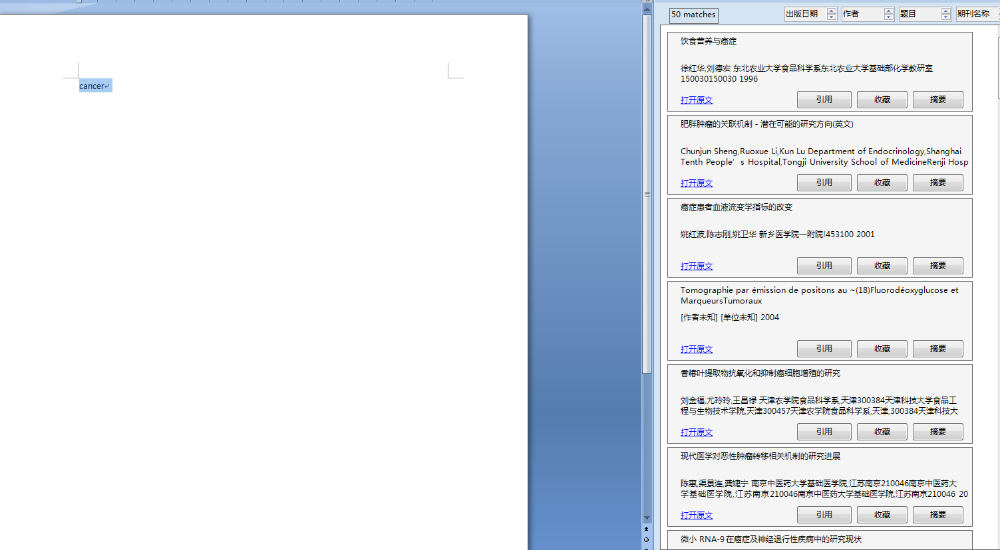 cancer
50 matches
出版日期
作者
题目
期刊名称
饮食营养与癌症
徐红华,刘德宏 东北农业大学食品科学系东北农业大学基础部化学教研室
150030150030 1996
打开原文
引用
收藏
摘要
肥胖肿瘤的关联机制 - 潜在可能的研究方向(英文)
Chunjun Sheng,Ruoxue Li,Kun Lu Department of Endocrinology,Shanghai
Tenth People’s Hospital,Tongji University School of MedicineRenji Hosp
打开原文
引用
收藏
摘要
癌症患者血液流变学指标的改变
姚红波,陈志刚,姚卫华 新乡医学院一附院!453100 2001
打开原文
引用
收藏
摘要
Tomographie par émission de positons au ~(18)Fluorodéoxyglucose et
MarqueursTumoraux
[作者未知] [单位未知] 2004
打开原文
引用
收藏
摘要
香椿叶提取物抗氧化和抑制癌细胞增殖的研究
刘金福,尤玲玲,王昌禄 天津农学院食品科学系,天津300384天津科技大学食品工
程与生物技术学院,天津300457天津农学院食品科学系,天津,300384天津科技大
打开原文
引用
收藏
摘要
现代医学对恶性肿瘤转移相关机制的研究进展
陈惠,渠景连,龚婕宁 南京中医药大学基础医学院,江苏南京210046南京中医药大
学基础医学院,江苏南京210046南京中医药大学基础医学院,江苏南京210046 20
打开原文
引用
收藏
摘要
微小 RNA-9在癌症及神经退行性疾病中的研究现状